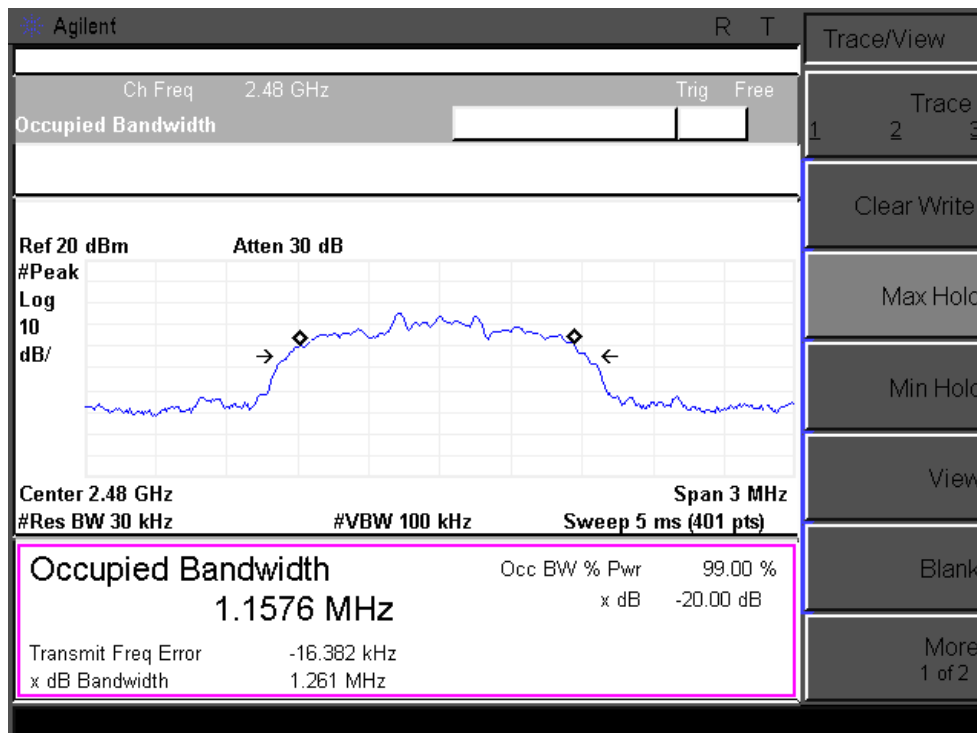 Agilent R T
Trace/View
Ch Freq 2.48 GHz Trig Free
Occupied Bandwidth
Trace
1 2 3
Clear Write
Max Hold
Min Hold
View
Blank
More
1 of 2
Ref 20 dBm Atten 30 dB
#Peak
Log
10
dB/
Center 2.48 GHz Span 3 MHz
#Res BW 30 kHz #VBW 100 kHz Sweep 5 ms (401 pts)
Occupied Bandwidth
1.1576 MHz
Occ BW % Pwr 99.00 %
x dB -20.00 dB
Transmit Freq Error -16.382 kHz
x dB Bandwidth 1.261 MHz